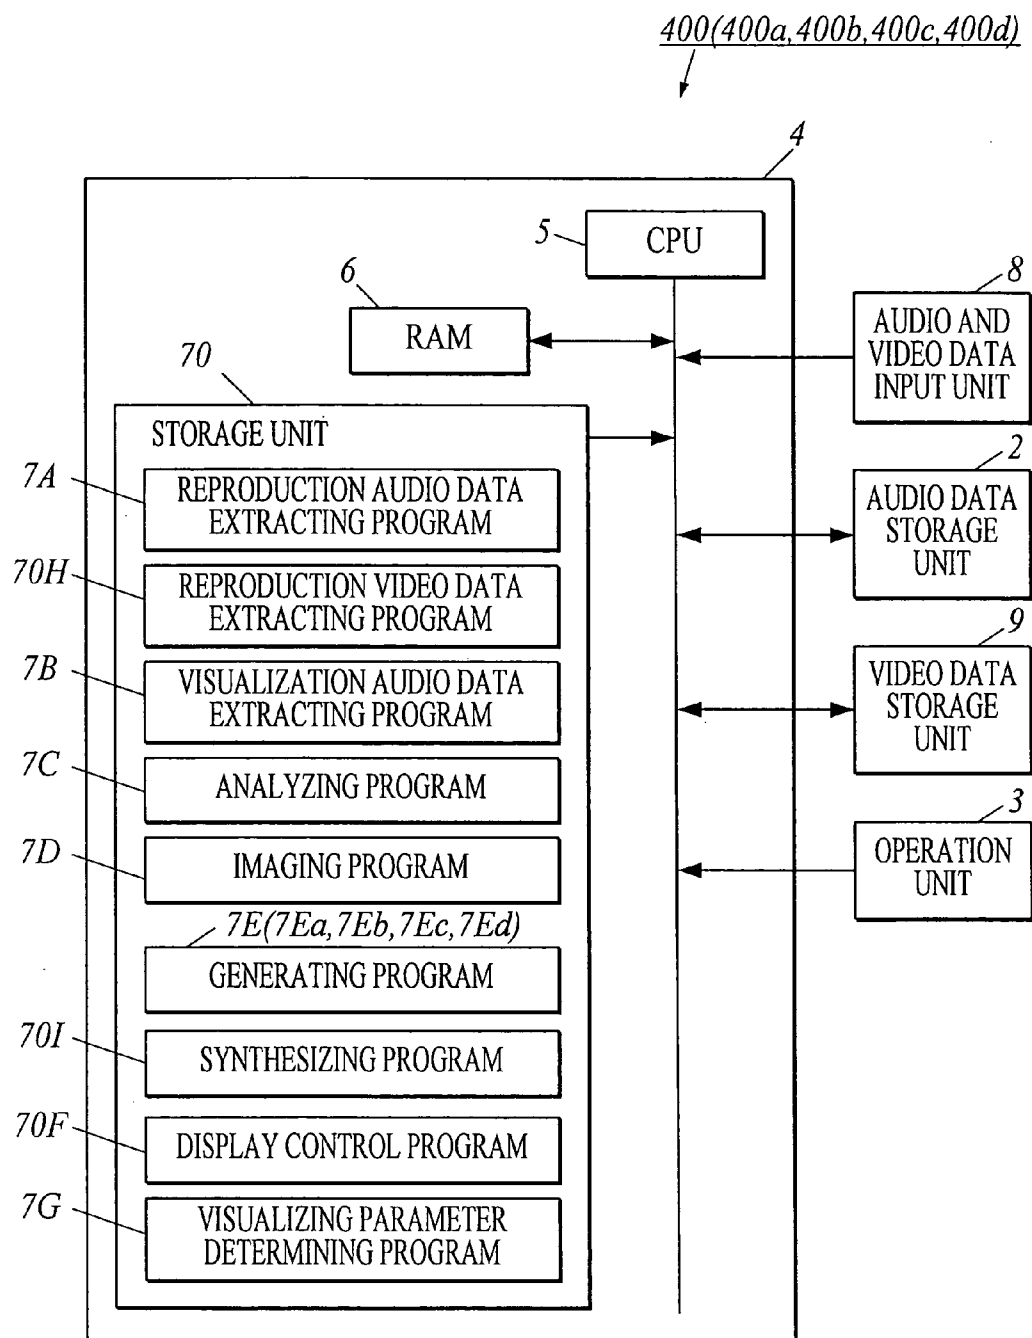 400(400a,400b,400c,400d)
4
5
CPU
6
RAM
8
AUDIO AND
VIDEO DATA
INPUT UNIT
70
STORAGE UNIT
7A
REPRODUCTION AUDIO DATA
EXTRACTING PROGRAM
2
AUDIO DATA
STORAGE
UNIT
70H
REPRODUCTION VIDEO DATA
EXTRACTING PROGRAM
9
VIDEO DATA
STORAGE
UNIT
7B
VISUALIZATION AUDIO DATA
EXTRACTING PROGRAM
7C
ANALYZING PROGRAM
3
OPERATION
UNIT
7D
IMAGING PROGRAM
7E(7Ea,7Eb,7Ec,7Ed)
GENERATING PROGRAM
70I
SYNTHESIZING PROGRAM
70F
DISPLAY CONTROL PROGRAM
7G
VISUALIZING PARAMETER
DETERMINING PROGRAM